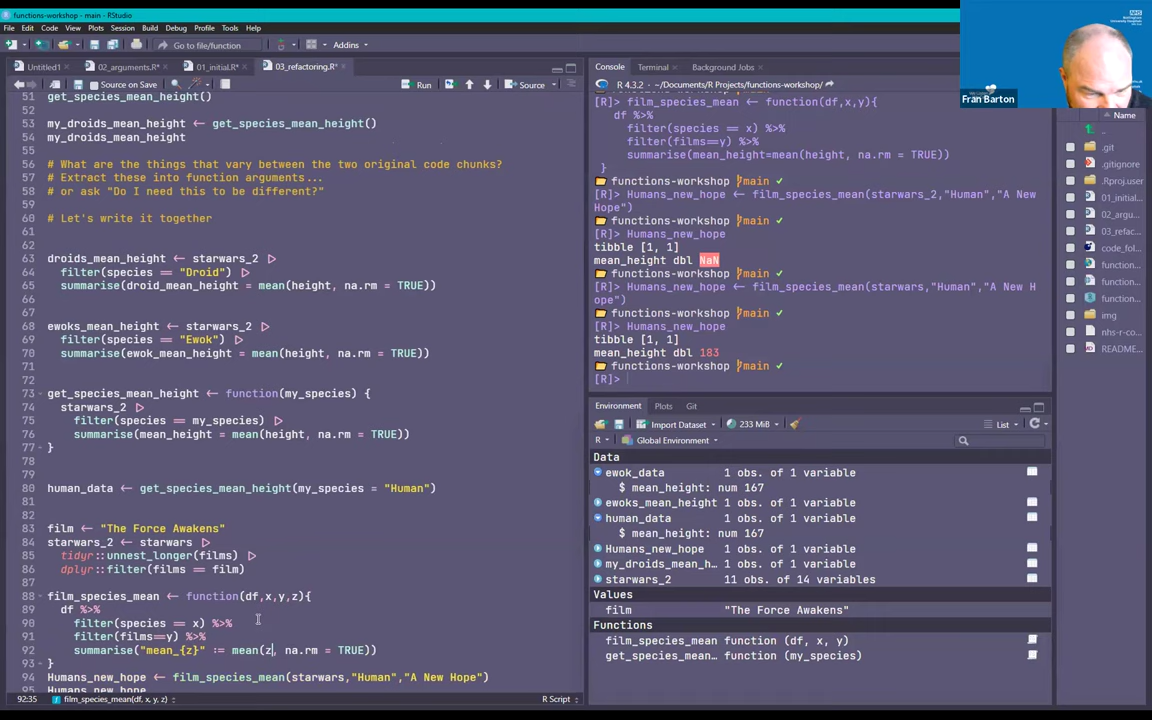 functions-workshop - main - RStudio
File Edit Code View Plots Session Build Debug Profile Tools Help
Go to file/function
Addins
Untitled1
02_arguments.R*
01_initial.R*
03_refactoring.R*
Source on Save
Run
Source
51 get_species_mean_height()
52
53 my_droids_mean_height ← get_species_mean_height()
54 my_droids_mean_height
55
56 # What are the things that vary between the two original code chunks?
57 # Extract these into function arguments...
58 # or ask "Do I need this to be different?"
59
60 # Let's write it together
61
62
63 droids_mean_height ← starwars_2 ▷
64 filter(species == "Droid") ▷
65 summarise(droid_mean_height = mean(height, na.rm = TRUE))
66
67
68 ewoks_mean_height ← starwars_2 ▷
69 filter(species == "Ewok") ▷
70 summarise(ewok_mean_height = mean(height, na.rm = TRUE))
71
72
73 get_species_mean_height ← function(my_species) {
74 starwars_2 ▷
75 filter(species == my_species) ▷
76 summarise(mean_height = mean(height, na.rm = TRUE))
77 }
78
79
80 human_data ← get_species_mean_height(my_species = "Human")
81
82
83 film ← "The Force Awakens"
84 starwars_2 ← starwars ▷
85 tidyr::unnest_longer(films) ▷
86 dplyr::filter(films == film)
87
88 film_species_mean ← function(df,x,y,z){
89 df %>%
90 filter(species == x) %>%
91 filter(films==y) %>%
92 summarise("mean_{z}" := mean(z, na.rm = TRUE))
93 }
94 Humans_new_hope ← film_species_mean(starwars,"Human","A New Hope")
95 Humans_new_hope
92:35 film_species_mean(df, x, y, z)
R Script
Console Terminal Background Jobs
R 4.3.2 · ~/Documents/R Projects/functions-workshop/
[R]> film_species_mean ← function(df,x,y){
df %>%
filter(species == x) %>%
filter(films==y) %>%
summarise(mean_height=mean(height, na.rm = TRUE))
}
functions-workshop main ✓
[R]> Humans_new_hope ← film_species_mean(starwars_2,"Human","A New
Hope")
functions-workshop main ✓
[R]> Humans_new_hope
tibble [1, 1]
mean_height dbl NaN
functions-workshop main ✓
[R]> Humans_new_hope ← film_species_mean(starwars,"Human","A New H
ope")
functions-workshop main ✓
[R]> Humans_new_hope
tibble [1, 1]
mean_height dbl 183
functions-workshop main ✓
[R]>
Environment Plots Git
Import Dataset
233 MiB
List
R
Global Environment
Data
ewok_data 1 obs. of 1 variable
$ mean_height: num 167
ewoks_mean_height 1 obs. of 1 variable
human_data 1 obs. of 1 variable
$ mean_height: num 167
Humans_new_hope 1 obs. of 1 variable
my_droids_mean_h… 1 obs. of 1 variable
starwars_2 11 obs. of 14 variables
Values
film "The Force Awakens"
Functions
film_species_mean function (df, x, y)
get_species_mean… function (my_species)
NHS
Fran Barton
Name
..
.git
.gitignore
.Rproj.user
01_initial
02_argu
03_refac
code_fol
function
function
function
img
nhs-r-co
README